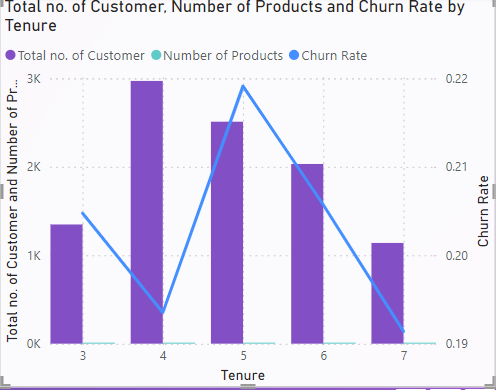 Total no. of Customer, Number of Products and Churn Rate by
Tenure
Total no. of Customer Number of Products Churn Rate
Total no. of Customer and Number of Pr...
3K
2K
1K
0K
3 4 5 6 7
Tenure
0.22
0.21
0.20
0.19
Churn Rate